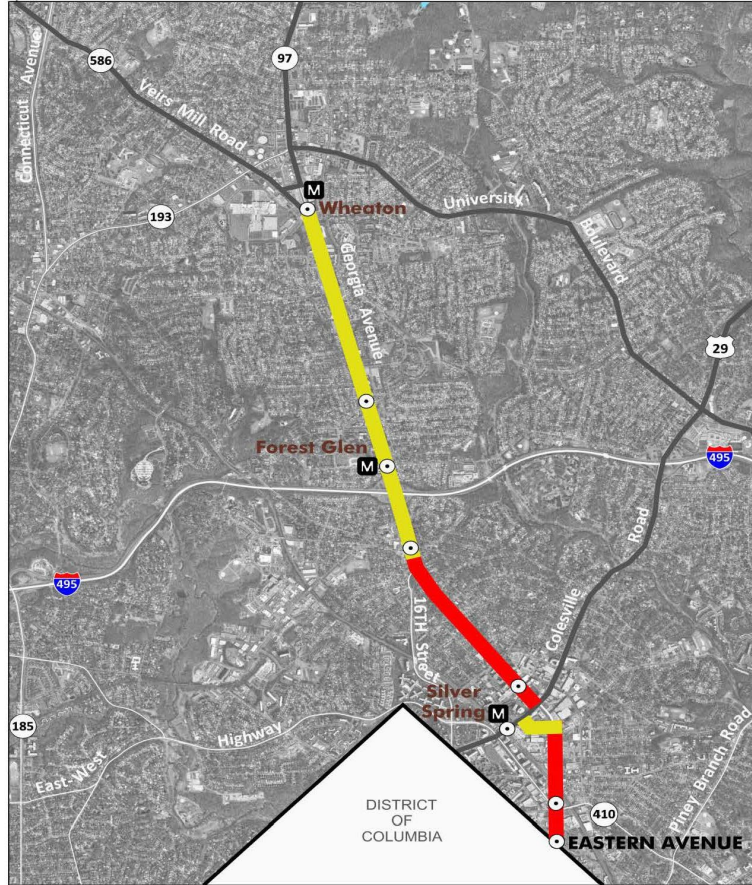 586
97
Connecticut Avenue
Veirs Mill Road
M
Wheaton
193
University
Boulevard
Georgia Avenue
29
Forest Glen
M
495
Road
495
16TH Street
Colesville
Silver
Spring
M
185
Highway
East-West
Piney Branch Road
DISTRICT
OF
COLUMBIA
410
EASTERN AVENUE